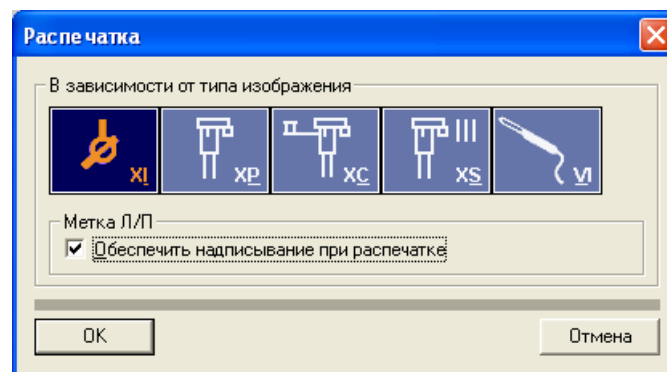 Распечатка
В зависимости от типа изображения
XI XP XC XS VI
Метка Л/П
Обеспечить надписывание при распечатке
OK Отмена